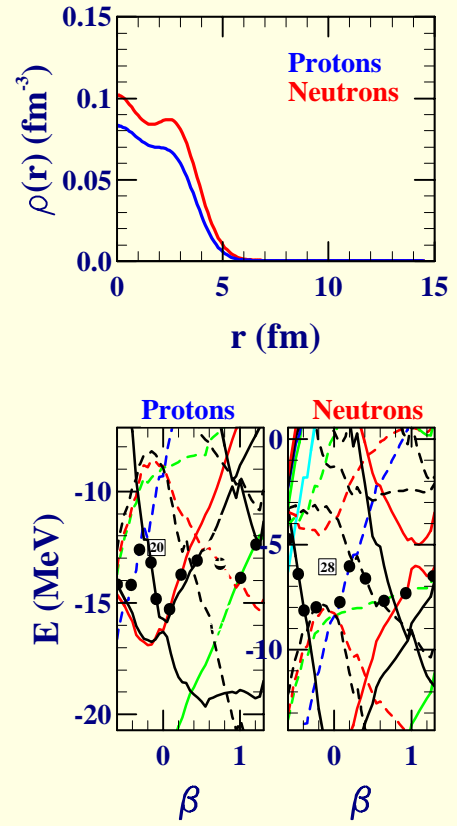 0.15
0.1
0.05
0.0
ρ(r) (fm⁻³)
Protons
Neutrons
0 5 10 15
r (fm)
Protons Neutrons
-10
-15
-20
E (MeV)
20
0
-5
-10
28
0 1 0 1
β β